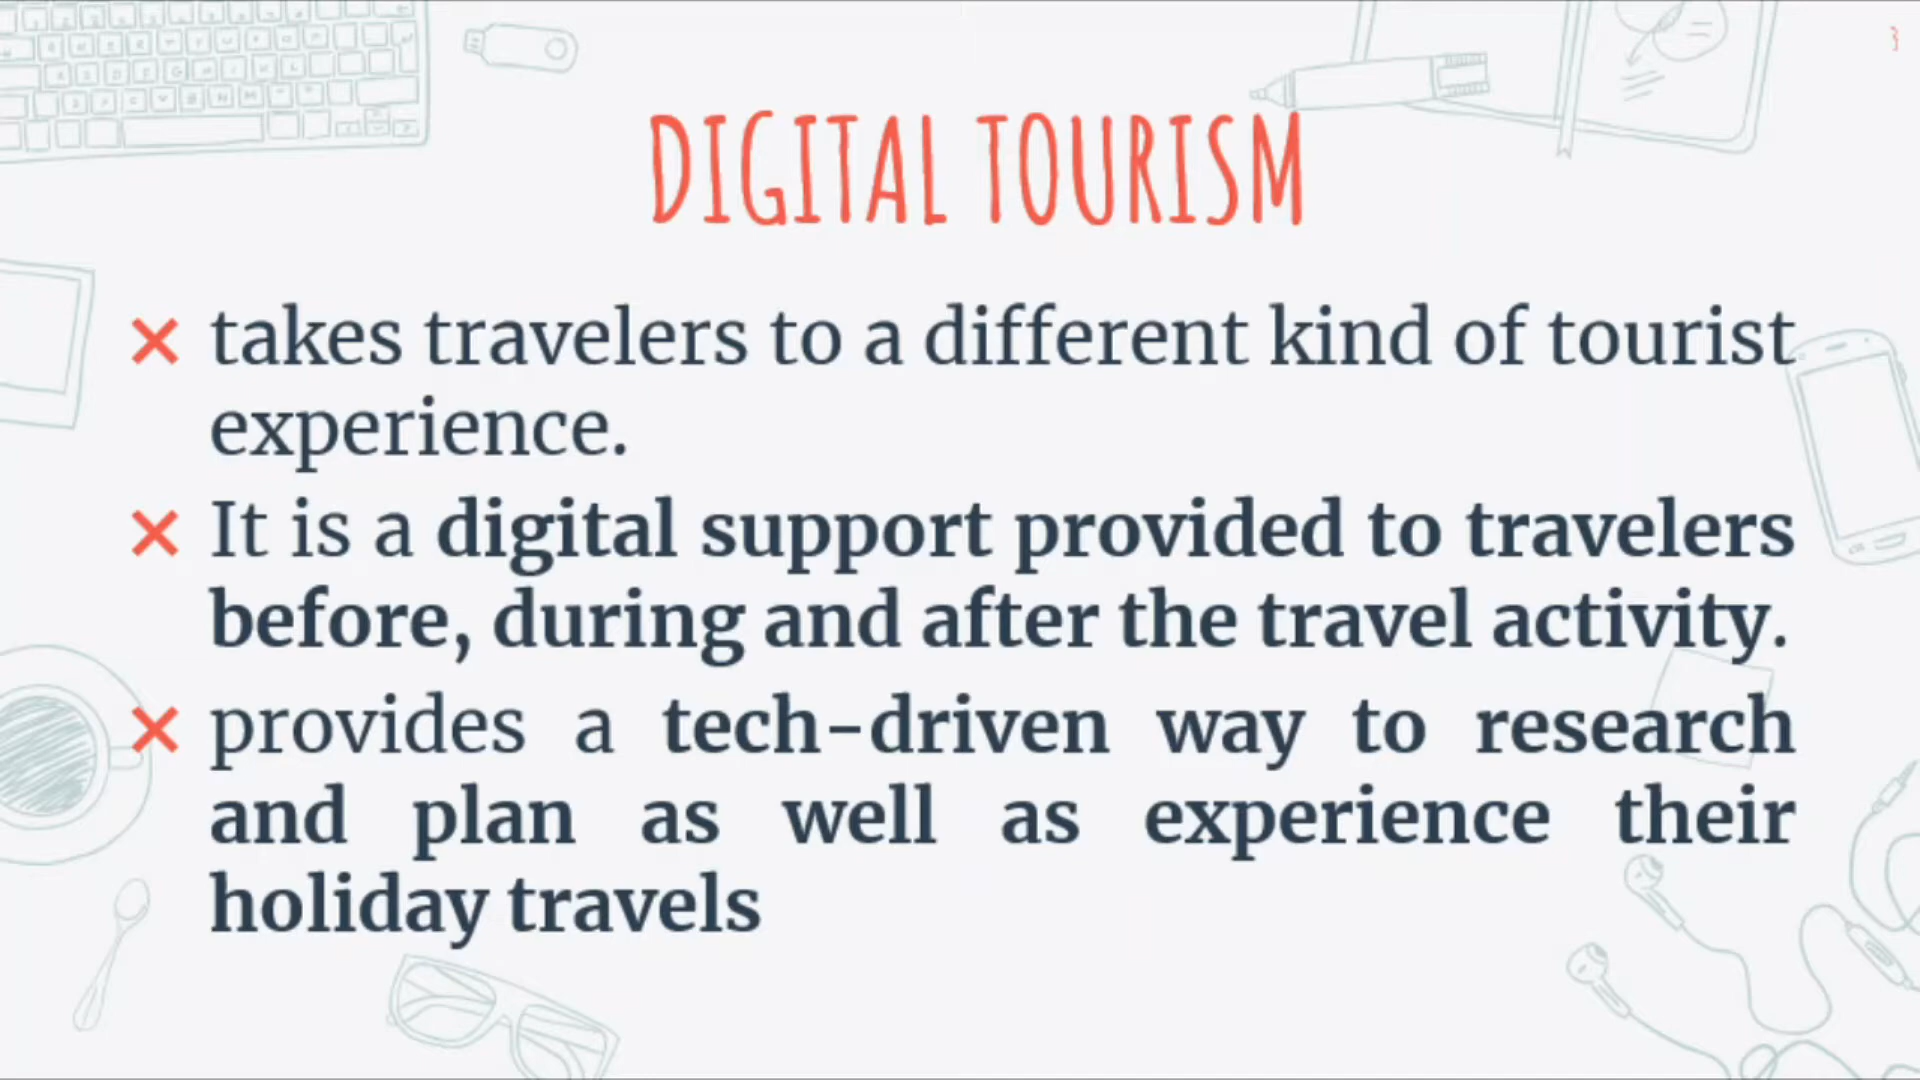 DIGITAL TOURISM
takes travelers to a different kind of tourist
experience.
It is a digital support provided to travelers
before, during and after the travel activity.
provides a tech-driven way to research
and plan as well as experience their
holiday travels